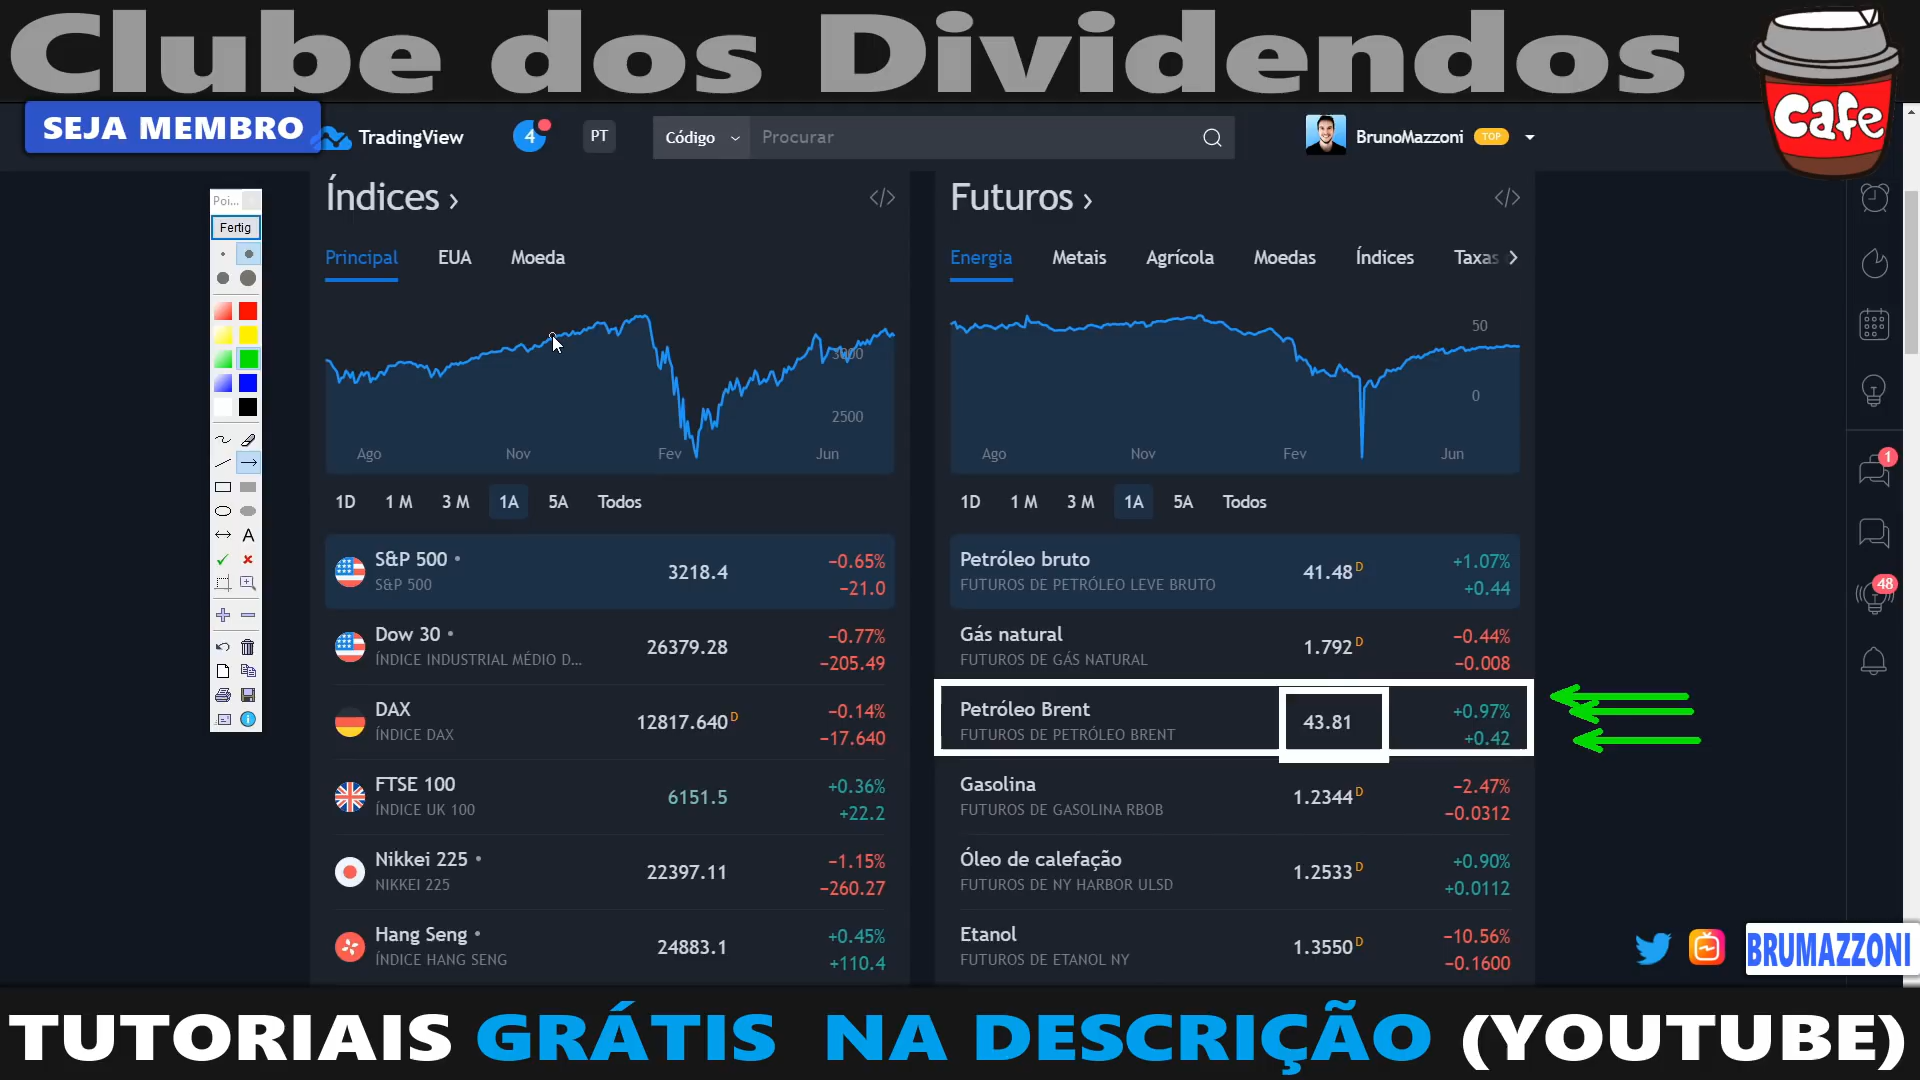 Clube dos Dividendos
Cafe
SEJA MEMBRO
TradingView
4
PT
Código
Procurar
BrunoMazzoni
TOP
Poi...
Fertig
A
Índices ›
</>
Principal EUA Moeda
3000
2500
Ago Nov Fev Jun
1D 1 M 3 M 1A 5A Todos
S&P 500 •
S&P 500
3218.4
−0.65%
−21.0
Dow 30 •
ÍNDICE INDUSTRIAL MÉDIO D...
26379.28
−0.77%
−205.49
DAX
ÍNDICE DAX
12817.640 D
−0.14%
−17.640
FTSE 100
ÍNDICE UK 100
6151.5
+0.36%
+22.2
Nikkei 225 •
NIKKEI 225
22397.11
−1.15%
−260.27
Hang Seng •
ÍNDICE HANG SENG
24883.1
+0.45%
+110.4
Futuros ›
</>
Energia Metais Agrícola Moedas Índices Taxas
50
0
Ago Nov Fev Jun
1D 1 M 3 M 1A 5A Todos
Petróleo bruto
FUTUROS DE PETRÓLEO LEVE BRUTO
41.48 D
+1.07%
+0.44
Gás natural
FUTUROS DE GÁS NATURAL
1.792 D
−0.44%
−0.008
Petróleo Brent
FUTUROS DE PETRÓLEO BRENT
43.81
+0.97%
+0.42
Gasolina
FUTUROS DE GASOLINA RBOB
1.2344 D
−2.47%
−0.0312
Óleo de calefação
FUTUROS DE NY HARBOR ULSD
1.2533 D
+0.90%
+0.0112
Etanol
FUTUROS DE ETANOL NY
1.3550 D
−10.56%
−0.1600
1
48
BRUMAZZONI
TUTORIAIS GRÁTIS NA DESCRIÇÃO (YOUTUBE)